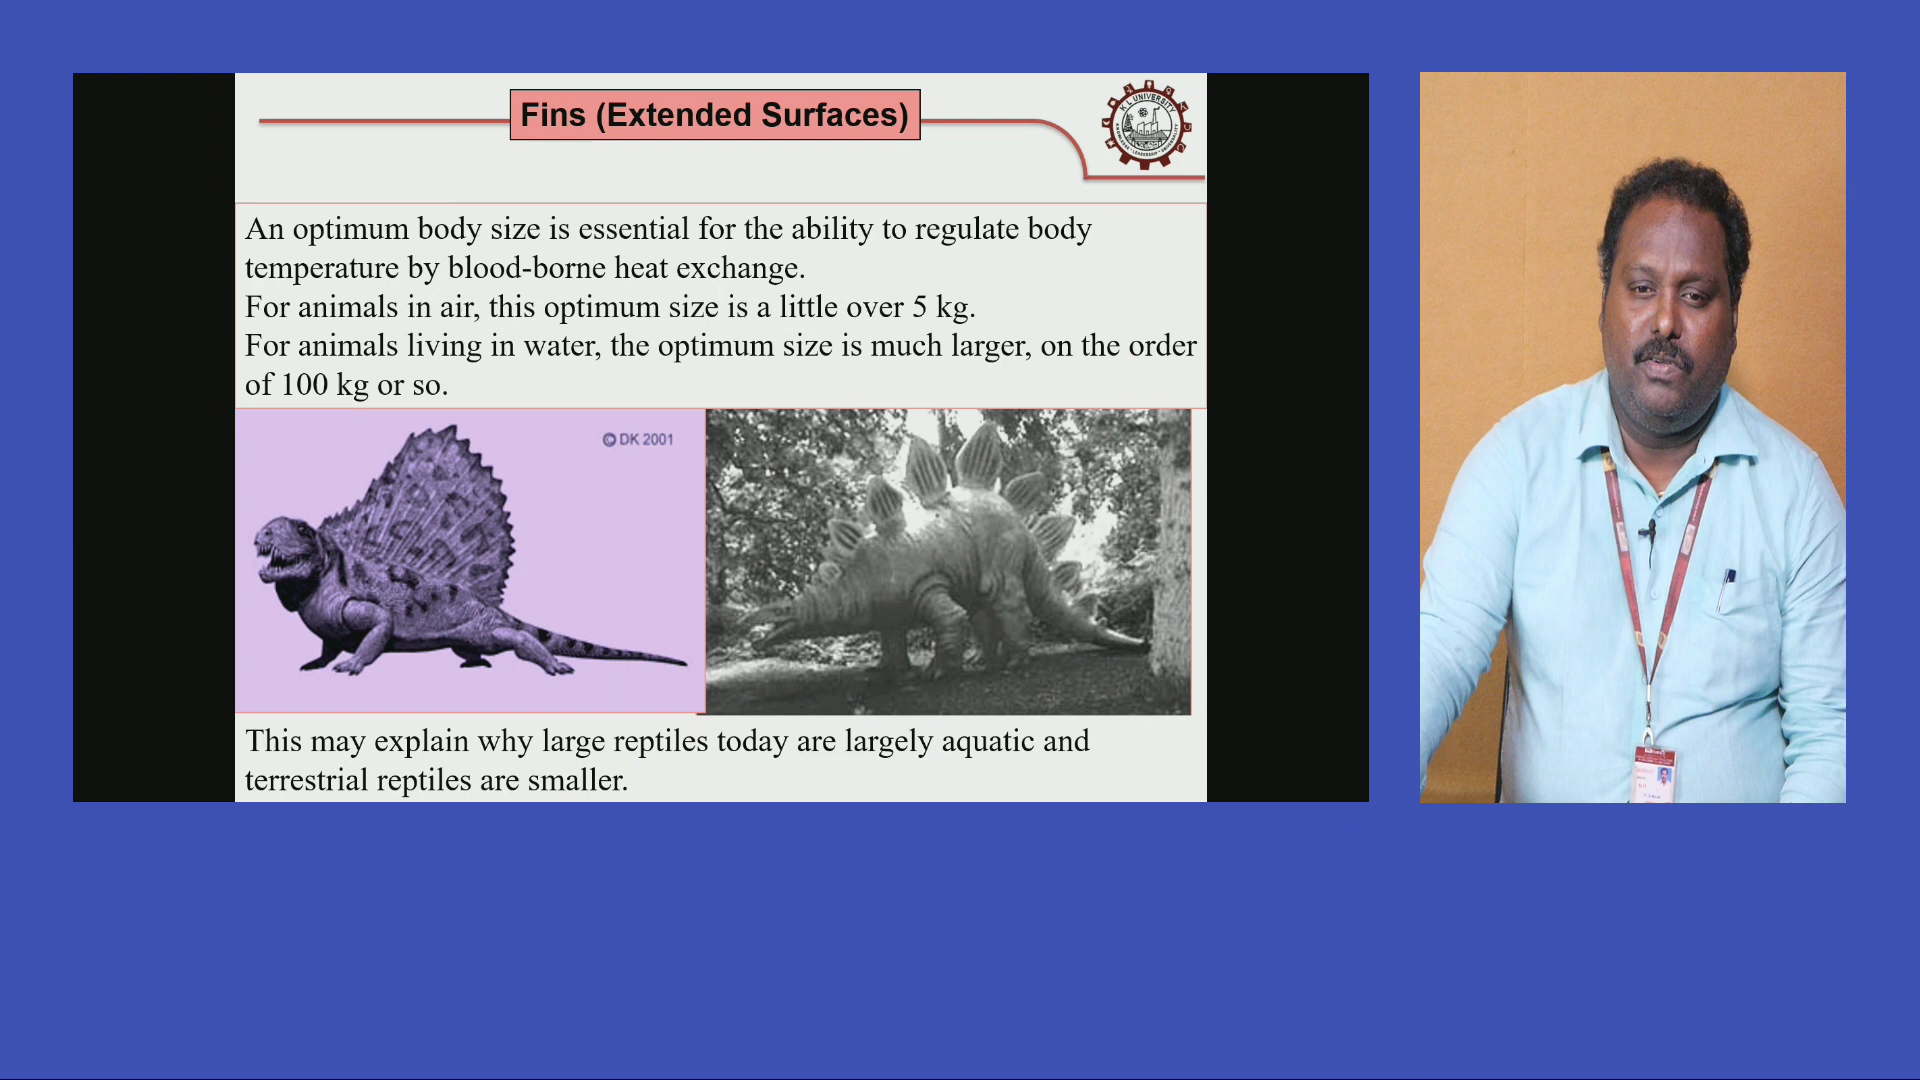 Fins (Extended Surfaces)
K L UNIVERSITY
An optimum body size is essential for the ability to regulate body
temperature by blood-borne heat exchange.
For animals in air, this optimum size is a little over 5 kg.
For animals living in water, the optimum size is much larger, on the order
of 100 kg or so.
© DK 2001
This may explain why large reptiles today are largely aquatic and
terrestrial reptiles are smaller.